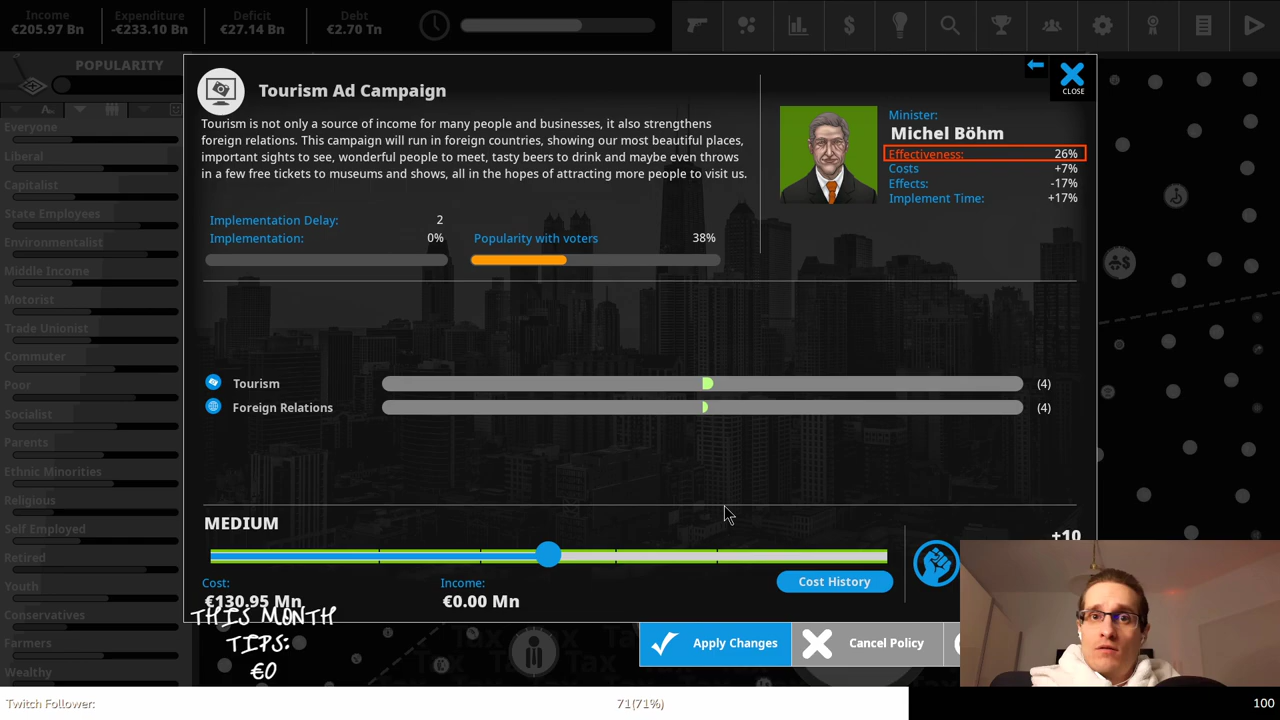 Income
€205.97 Bn
Expenditure
-€233.10 Bn
Deficit
€27.14 Bn
Debt
€2.70 Tn
POPULARITY
Everyone
Liberal
Capitalist
State Employees
Environmentalist
Middle Income
Motorist
Trade Unionist
Commuter
Poor
Socialist
Parents
Ethnic Minorities
Religious
Self Employed
Retired
Youth
Conservatives
Farmers
Wealthy
Tourism Ad Campaign
CLOSE
Tourism is not only a source of income for many people and businesses, it also strengthens
foreign relations. This campaign will run in foreign countries, showing our most beautiful places,
important sights to see, wonderful people to meet, tasty beers to drink and maybe even throws
in a few free tickets to museums and shows, all in the hopes of attracting more people to visit us.
Minister:
Michel Böhm
Effectiveness: 26%
Costs +7%
Effects: -17%
Implement Time: +17%
Implementation Delay: 2
Implementation: 0%
Popularity with voters 38%
Tourism (4)
Foreign Relations (4)
MEDIUM
+10
Cost:
€130.95 Mn
Income:
€0.00 Mn
Cost History
Apply Changes
Cancel Policy
THIS MONTH
TIPS:
€0
Tax
Twitch Follower: 71(71%) 100